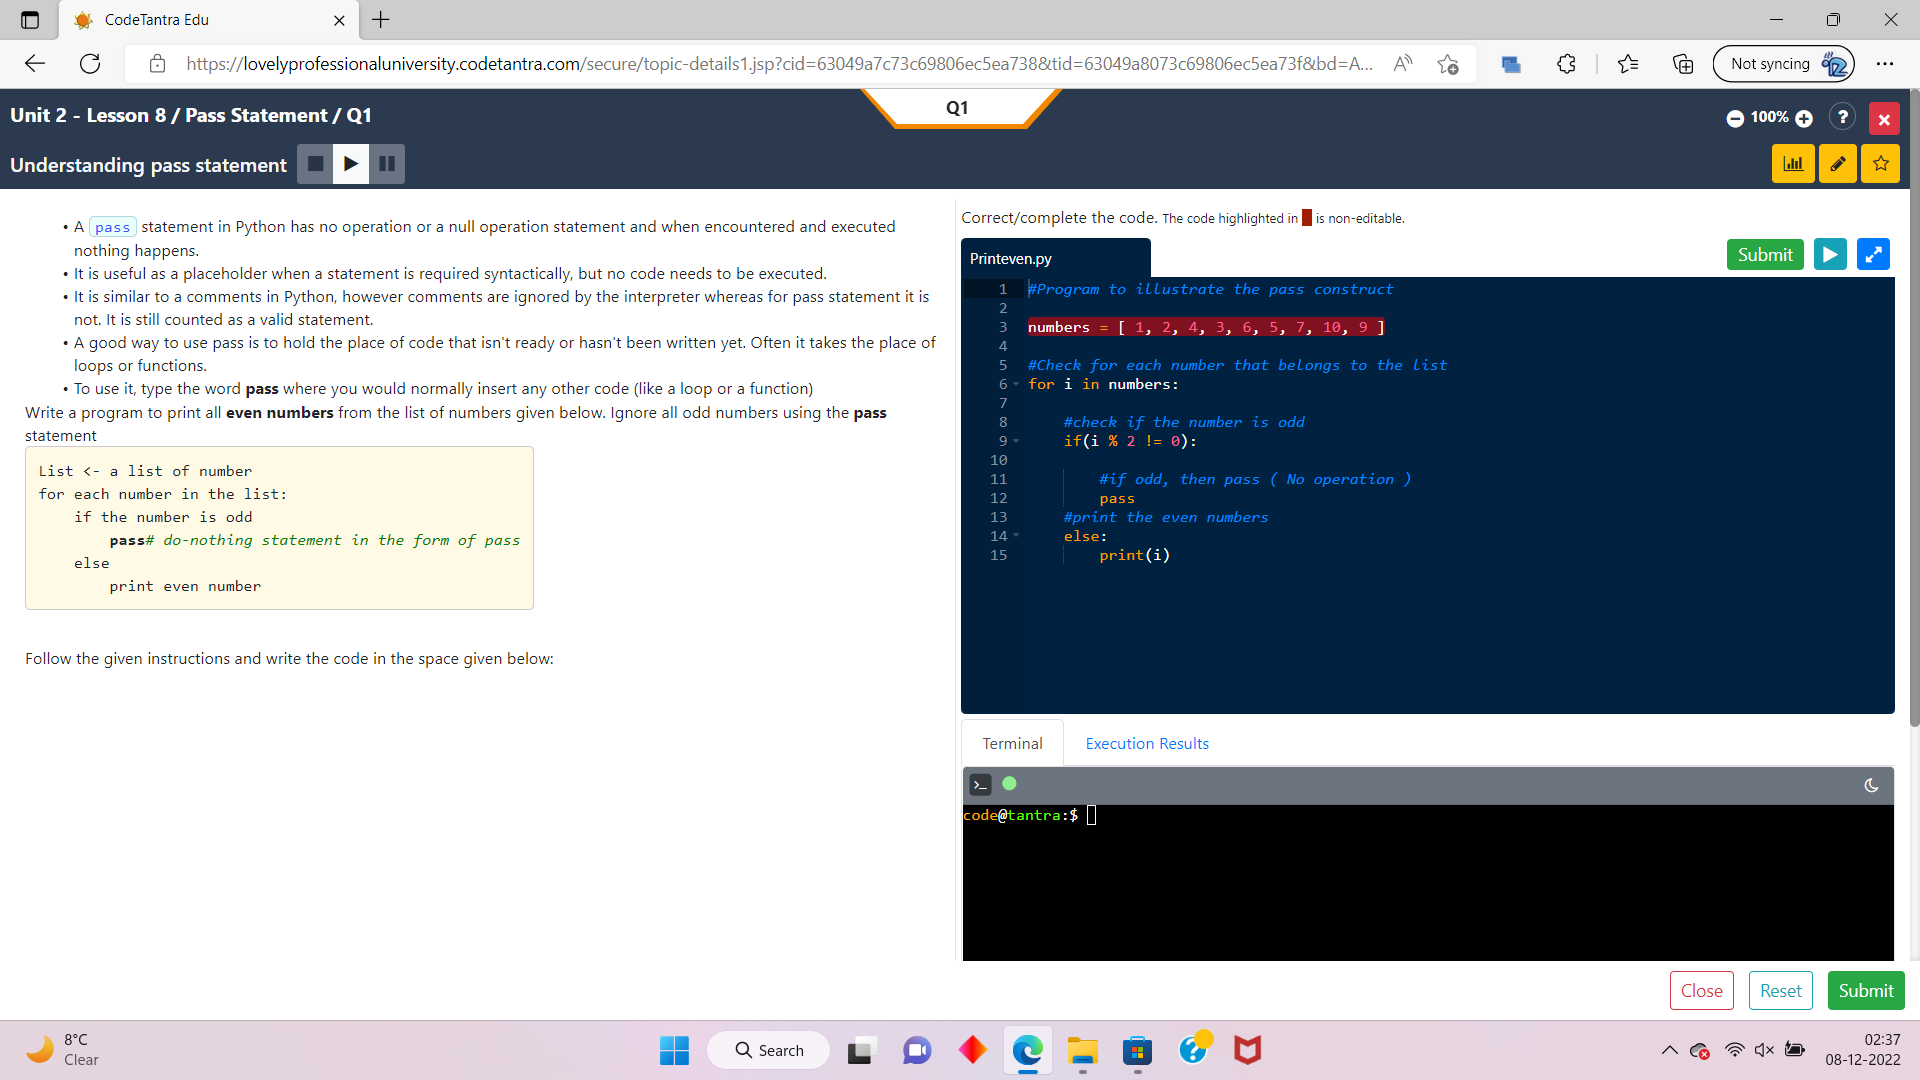 CodeTantra Edu
https://lovelyprofessionaluniversity.codetantra.com/secure/topic-details1.jsp?cid=63049a7c73c69806ec5ea738&tid=63049a8073c69806ec5ea73f&bd=A...
Not syncing
Unit 2 - Lesson 8 / Pass Statement / Q1
Q1
100%
?
Understanding pass statement
• A pass statement in Python has no operation or a null operation statement and when encountered and executed
nothing happens.
• It is useful as a placeholder when a statement is required syntactically, but no code needs to be executed.
• It is similar to a comments in Python, however comments are ignored by the interpreter whereas for pass statement it is
not. It is still counted as a valid statement.
• A good way to use pass is to hold the place of code that isn't ready or hasn't been written yet. Often it takes the place of
loops or functions.
• To use it, type the word pass where you would normally insert any other code (like a loop or a function)
Write a program to print all even numbers from the list of numbers given below. Ignore all odd numbers using the pass
statement
List <- a list of number
for each number in the list:
if the number is odd
pass# do-nothing statement in the form of pass
else
print even number
Follow the given instructions and write the code in the space given below:
Correct/complete the code. The code highlighted in is non-editable.
Printeven.py
Submit
1 #Program to illustrate the pass construct
2
3 numbers = [ 1, 2, 4, 3, 6, 5, 7, 10, 9 ]
4
5 #Check for each number that belongs to the list
6 for i in numbers:
7
8 #check if the number is odd
9 if(i % 2 != 0):
10
11 #if odd, then pass ( No operation )
12 pass
13 #print the even numbers
14 else:
15 print(i)
Terminal
Execution Results
code@tantra:$
Close
Reset
Submit
8°C
Clear
Search
02:37
08-12-2022